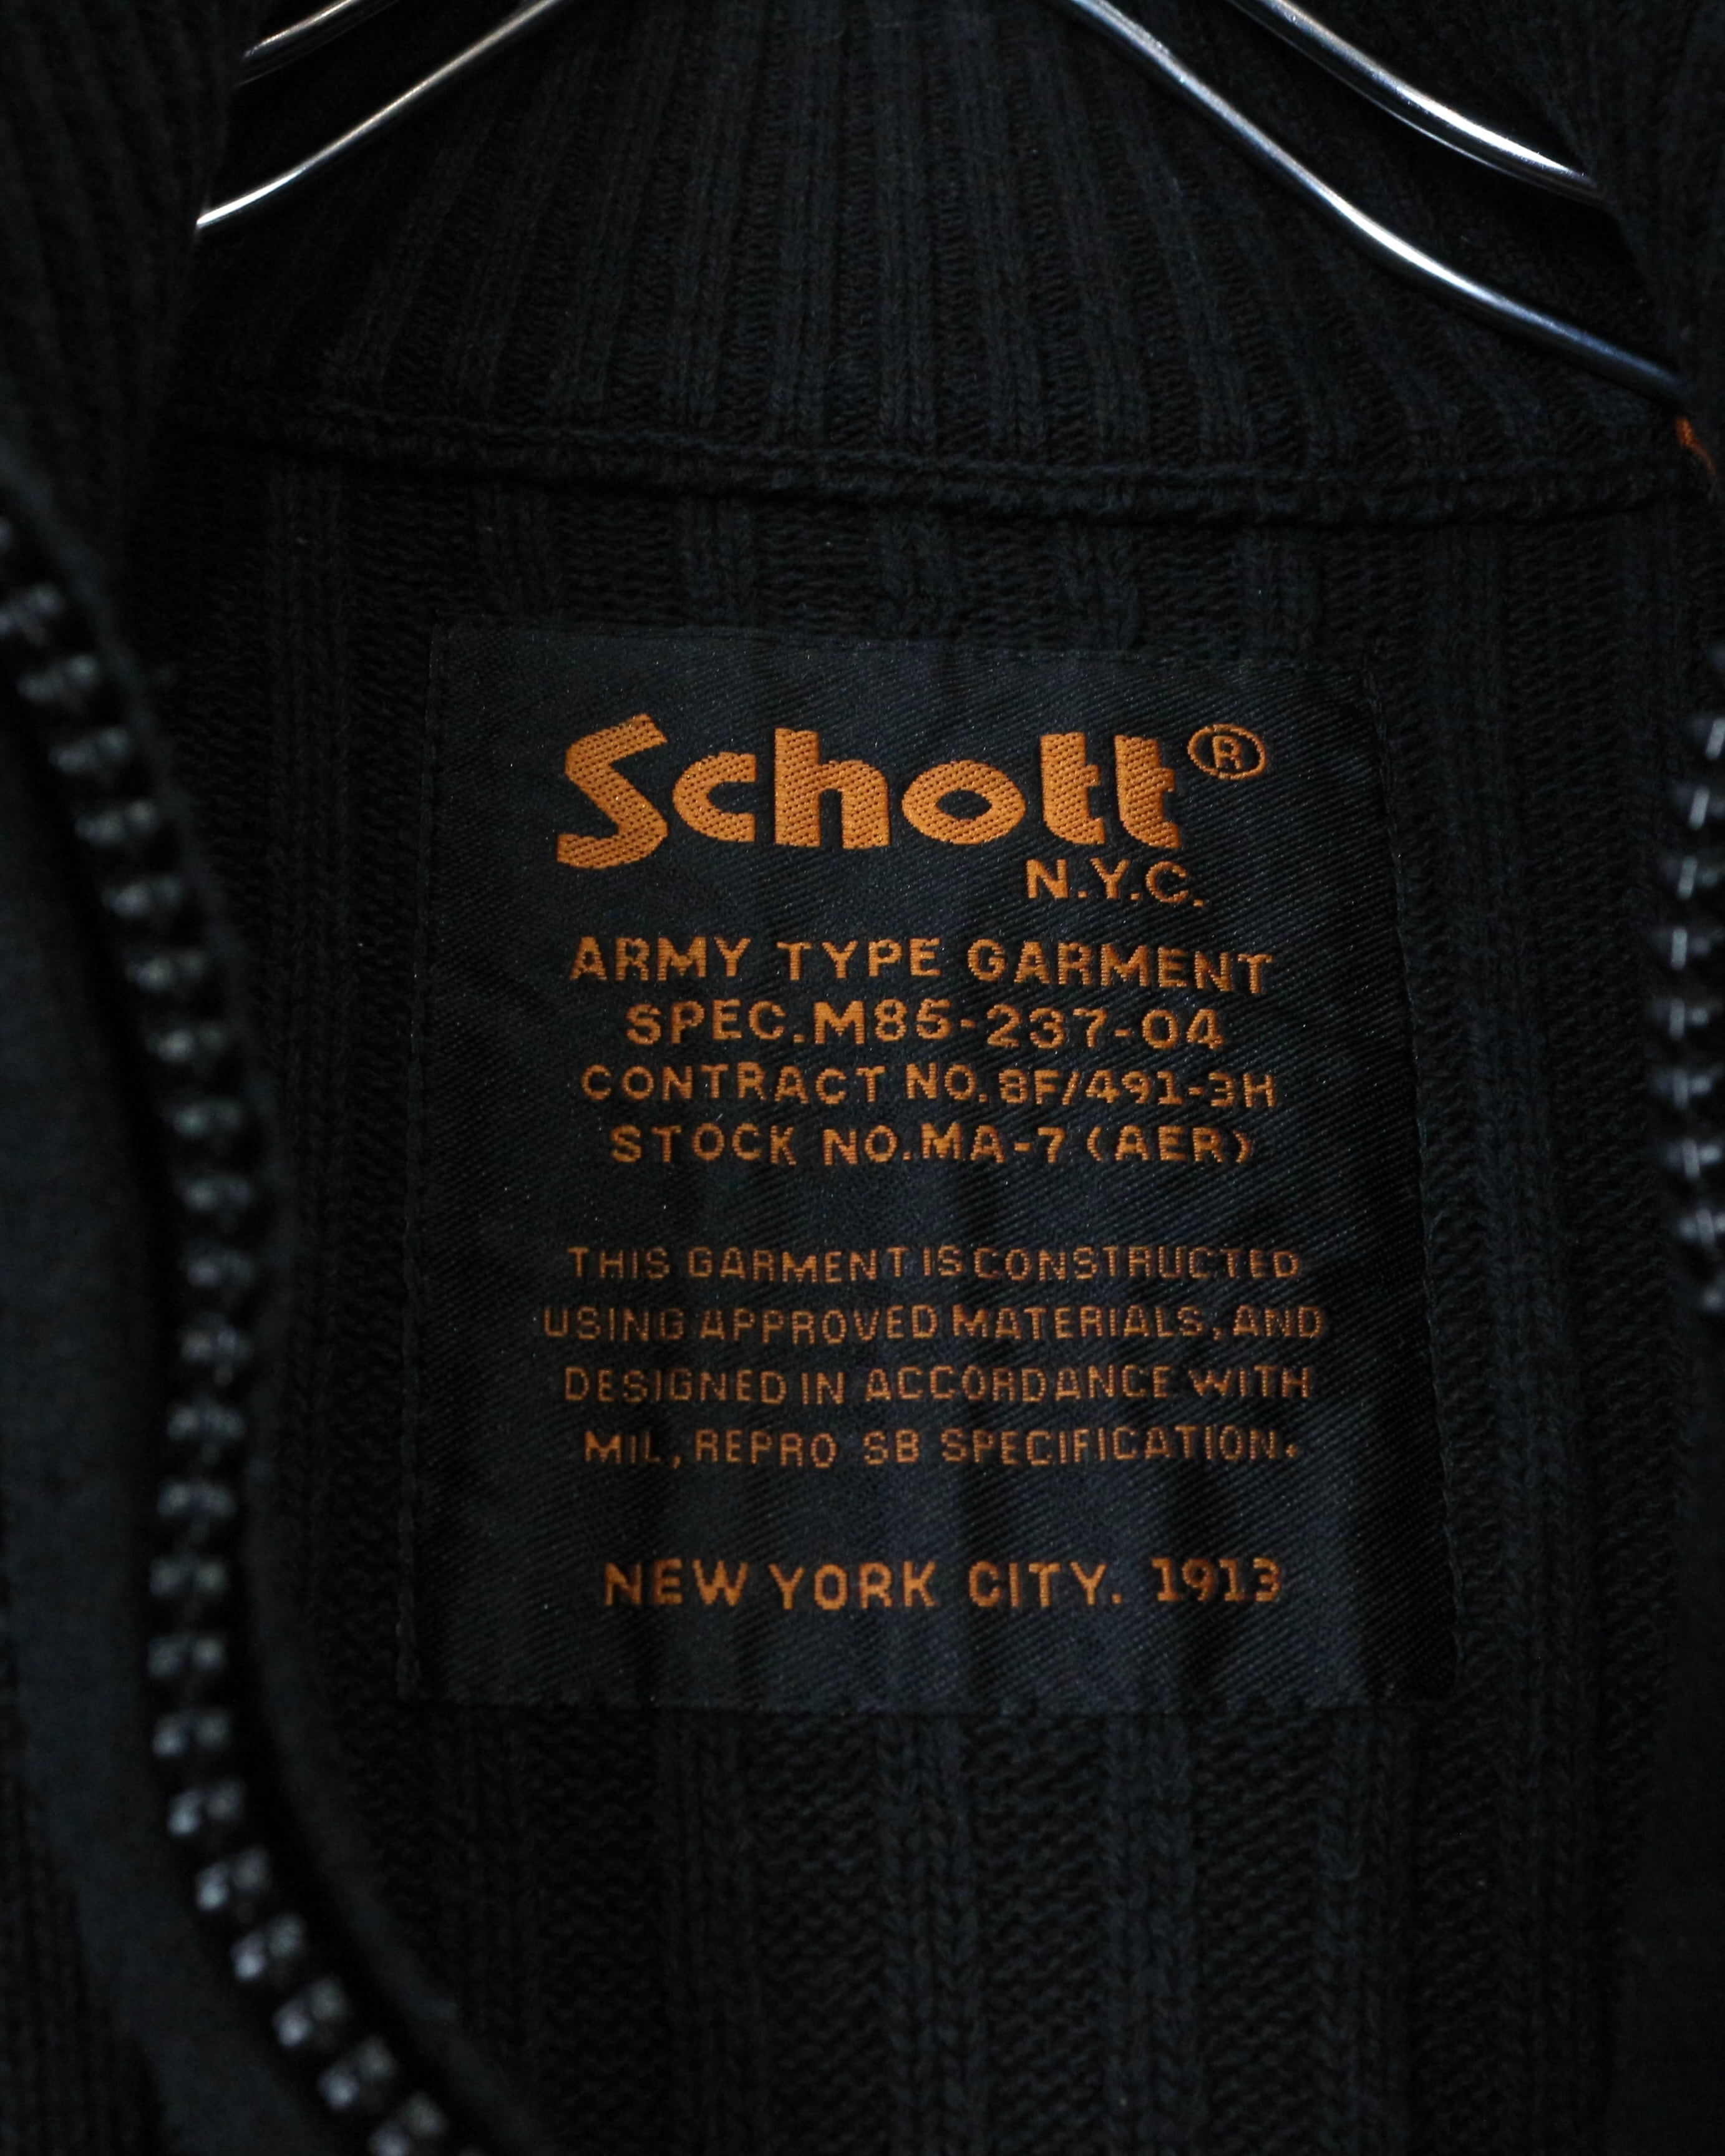 Schott®
N.Y.C.
ARMY TYPE GARMENT
SPEC.M85-237-04
CONTRACT NO.8F/491-3H
STOCK NO.MA-7 (AER)
THIS GARMENT IS CONSTRUCTED
USING APPROVED MATERIALS, AND
DESIGNED IN ACCORDANCE WITH
MIL, REPRO SB SPECIFICATION.
NEW YORK CITY. 1913